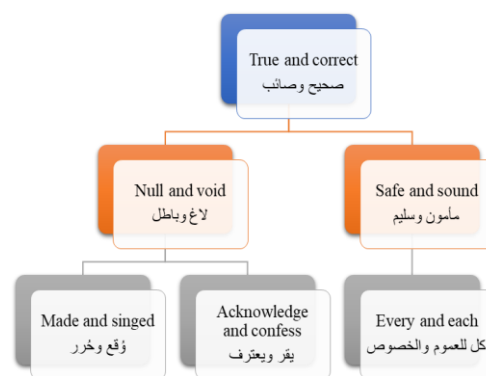 True and correct
صحيح وصائب
Null and void
لاغ وباطل
Safe and sound
مأمون وسليم
Made and singed
وُقع وحُرر
Acknowledge
and confess
يقر ويعترف
Every and each
كل للعموم والخصوص